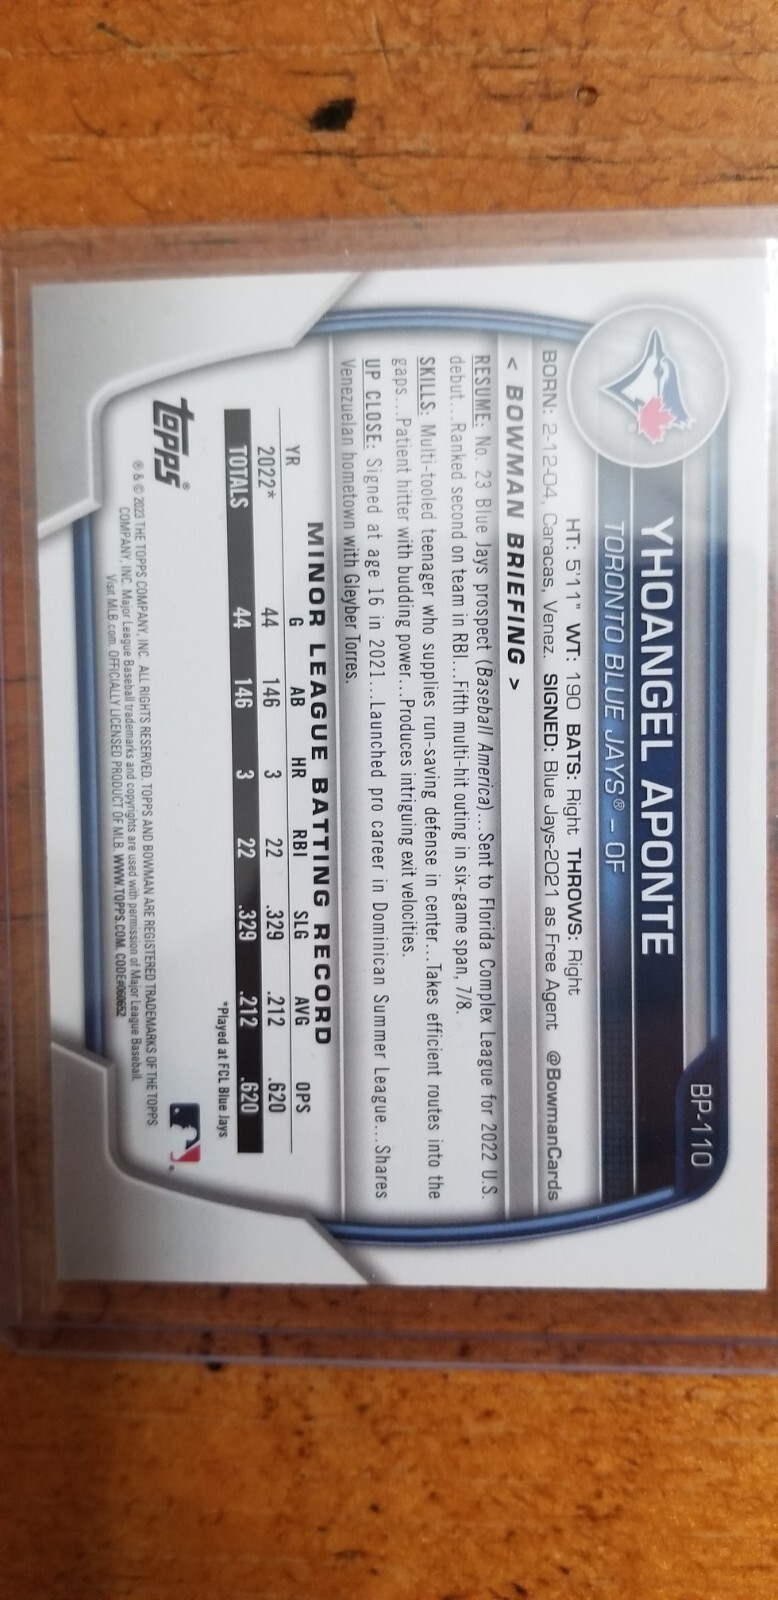 BP-110
YHOANGEL APONTE
TORONTO BLUE JAYS® – OF
HT: 5'11" WT: 190 BATS: Right THROWS: Right
BORN: 2-12-04, Caracas, Venez. SIGNED: Blue Jays-2021 as Free Agent @BowmanCards
< BOWMAN BRIEFING >
RESUME: No. 23 Blue Jays prospect (Baseball America)...Sent to Florida Complex League for 2022 U.S.
debut...Ranked second on team in RBI...Fifth multi-hit outing in six-game span, 7/8.
SKILLS: Multi-tooled teenager who supplies run-saving defense in center...Takes efficient routes into the
gaps...Patient hitter with budding power...Produces intriguing exit velocities.
UP CLOSE: Signed at age 16 in 2021...Launched pro career in Dominican Summer League...Shares
Venezuelan hometown with Gleyber Torres.
MINOR LEAGUE BATTING RECORD
YR G AB HR RBI SLG AVG OPS
2022* 44 146 3 22 .329 .212 .620
TOTALS 44 146 3 22 .329 .212 .620
*Played at FCL Blue Jays
topps®
® & © 2023 THE TOPPS COMPANY, INC. ALL RIGHTS RESERVED. TOPPS AND BOWMAN ARE REGISTERED TRADEMARKS OF THE TOPPS
COMPANY, INC. Major League Baseball trademarks and copyrights are used with permission of Major League Baseball.
Visit MLB.com. OFFICIALLY LICENSED PRODUCT OF MLB. WWW.TOPPS.COM. CODE#060652